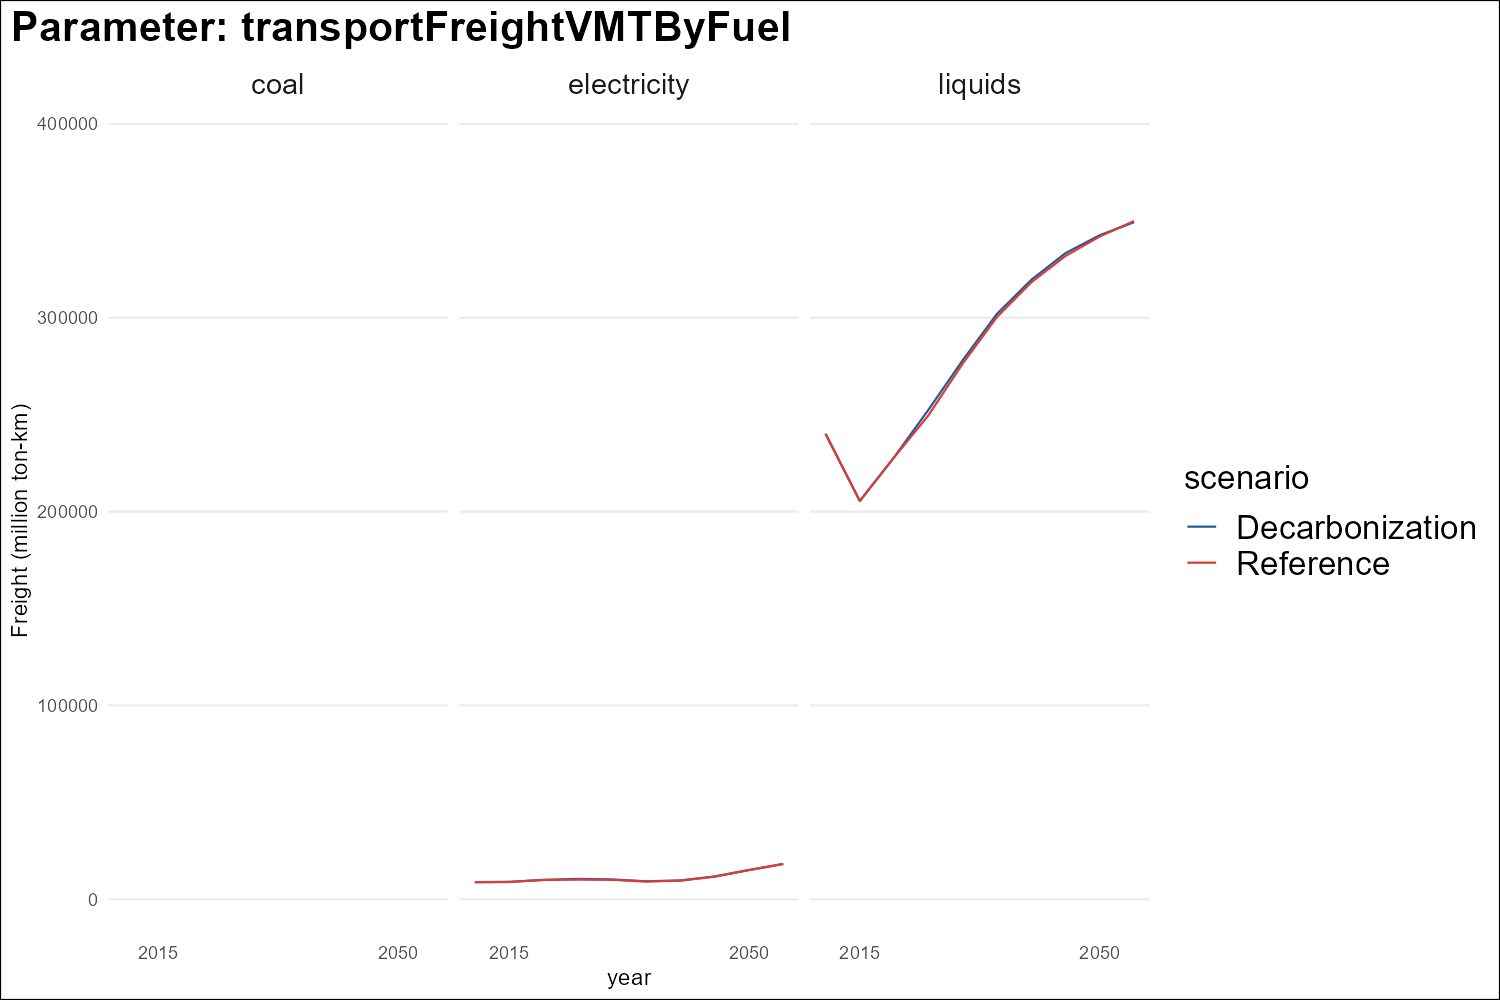 Parameter: transportFreightVMTByFuel
coal
electricity
liquids
400000
300000
200000
100000
0
Freight (million ton-km)
2015
2050
2015
2050
2015
2050
year
scenario
Decarbonization
Reference